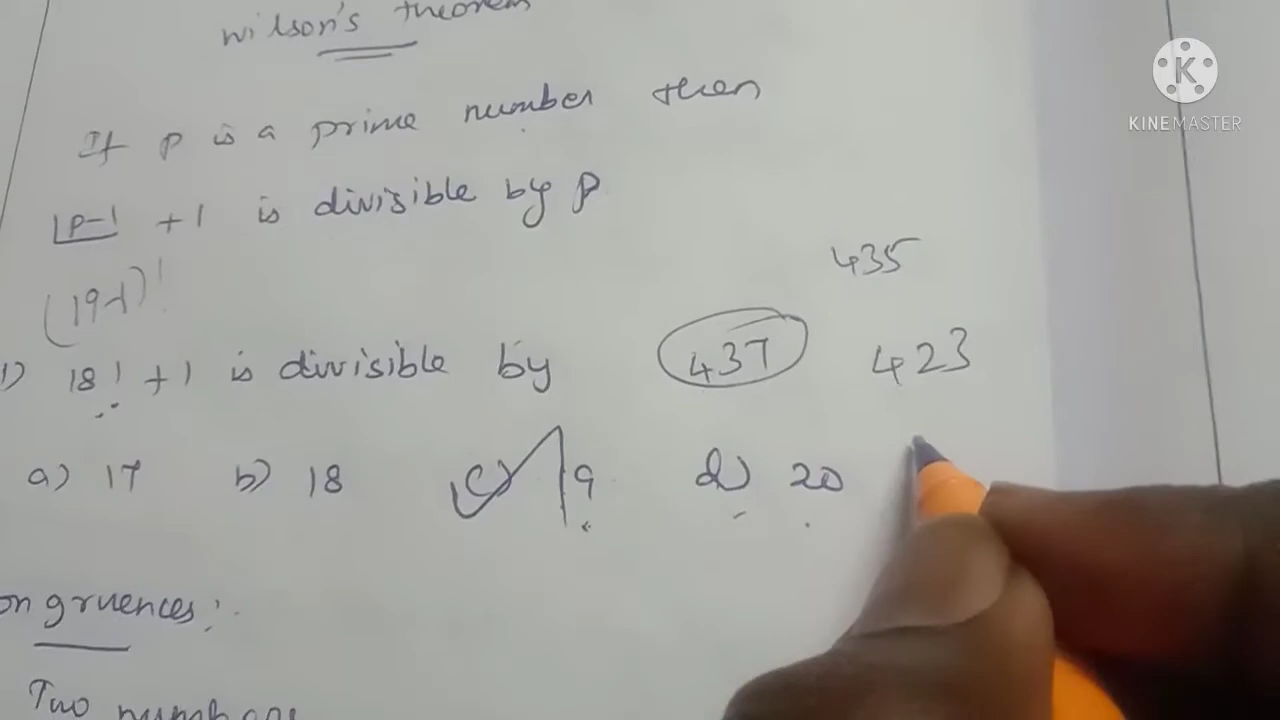 Wilson's theorem
If p is a prime number then
|p-1 + 1 is divisible by p
(19-1)!
435
1) 18! + 1 is divisible by 437 423
a) 17 b) 18 c) 19 d) 20
ongruences:
Two numbers
KINEMASTER